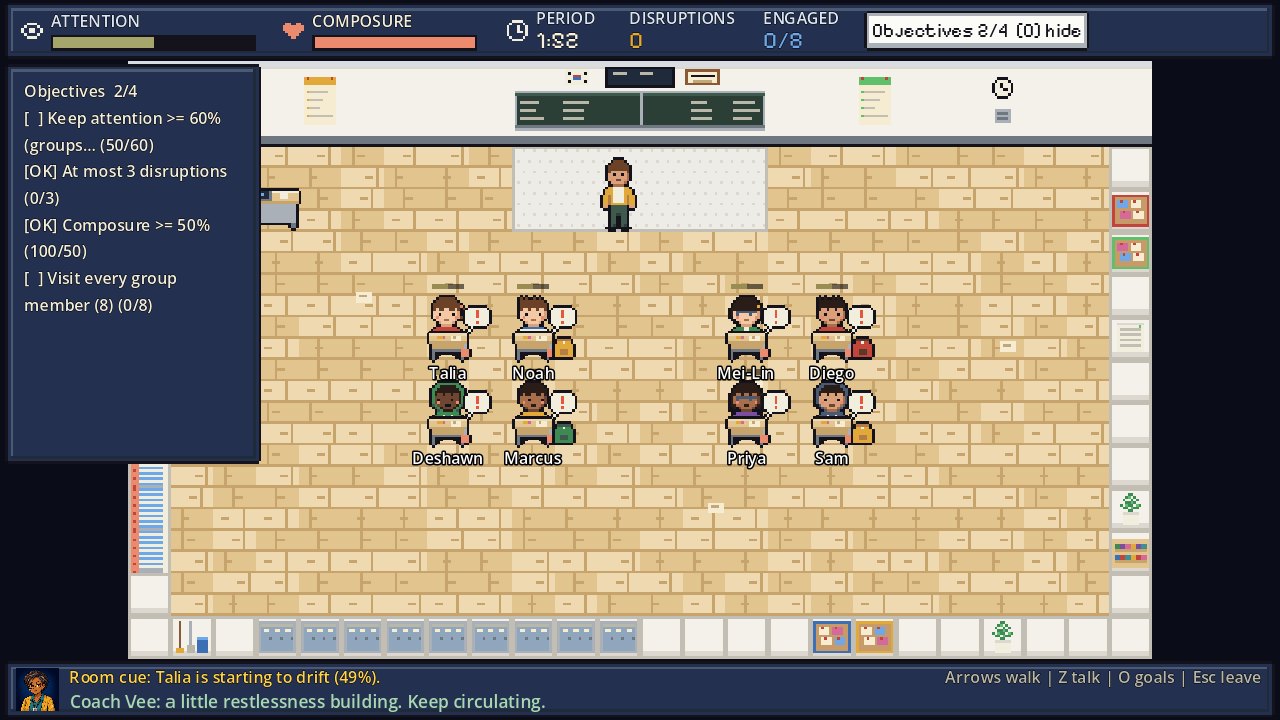 ATTENTION
COMPOSURE
PERIOD
1:52
DISRUPTIONS
0
ENGAGED
0/8
Objectives 2/4 (O) hide
Objectives 2/4
[ ] Keep attention >= 60%
(groups... (50/60)
[OK] At most 3 disruptions
(0/3)
[OK] Composure >= 50%
(100/50)
[ ] Visit every group
member (8) (0/8)
Talia
Noah
Mei-Lin
Diego
Deshawn
Marcus
Priya
Sam
Room cue: Talia is starting to drift (49%).
Coach Vee: a little restlessness building. Keep circulating.
Arrows walk | Z talk | O goals | Esc leave